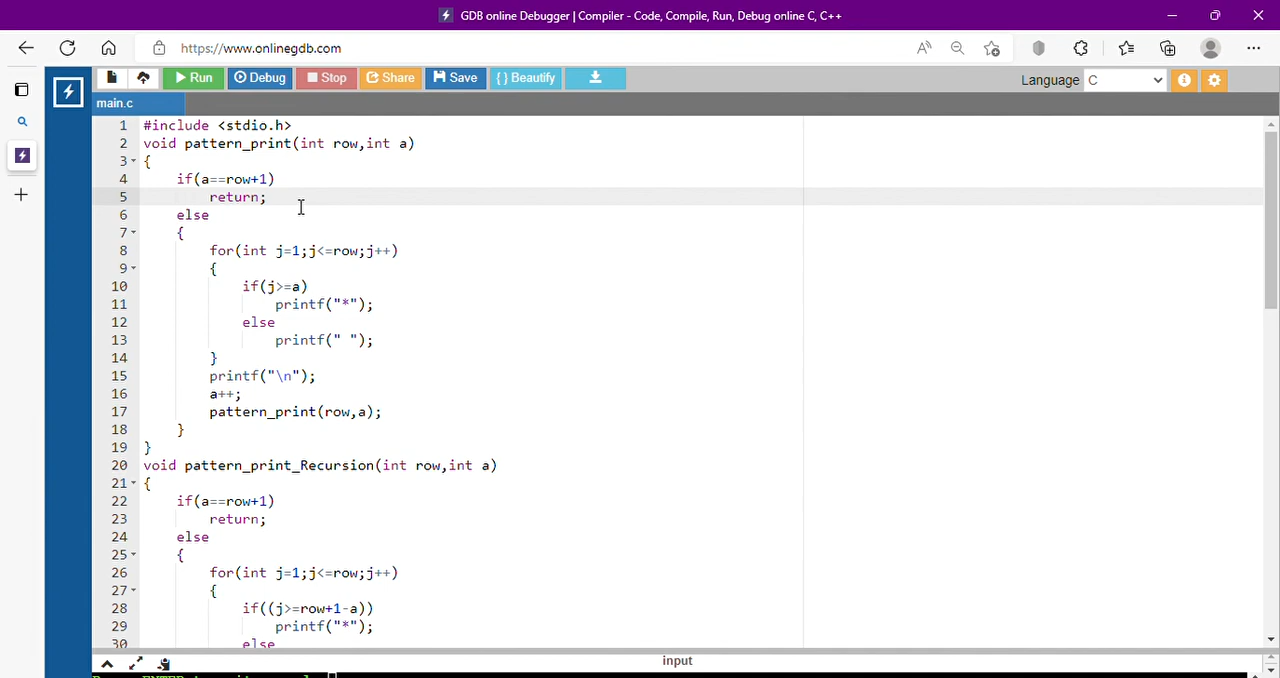 GDB online Debugger | Compiler - Code, Compile, Run, Debug online C, C++
https://www.onlinegdb.com
Run Debug Stop Share Save { } Beautify Language C
main.c
1 #include <stdio.h>
2 void pattern_print(int row,int a)
3 {
4 if(a==row+1)
5 return;
6 else
7 {
8 for(int j=1;j<=row;j++)
9 {
10 if(j>=a)
11 printf("*");
12 else
13 printf(" ");
14 }
15 printf("\n");
16 a++;
17 pattern_print(row,a);
18 }
19 }
20 void pattern_print_Recursion(int row,int a)
21 {
22 if(a==row+1)
23 return;
24 else
25 {
26 for(int j=1;j<=row;j++)
27 {
28 if((j>=row+1-a))
29 printf("*");
30 else
input